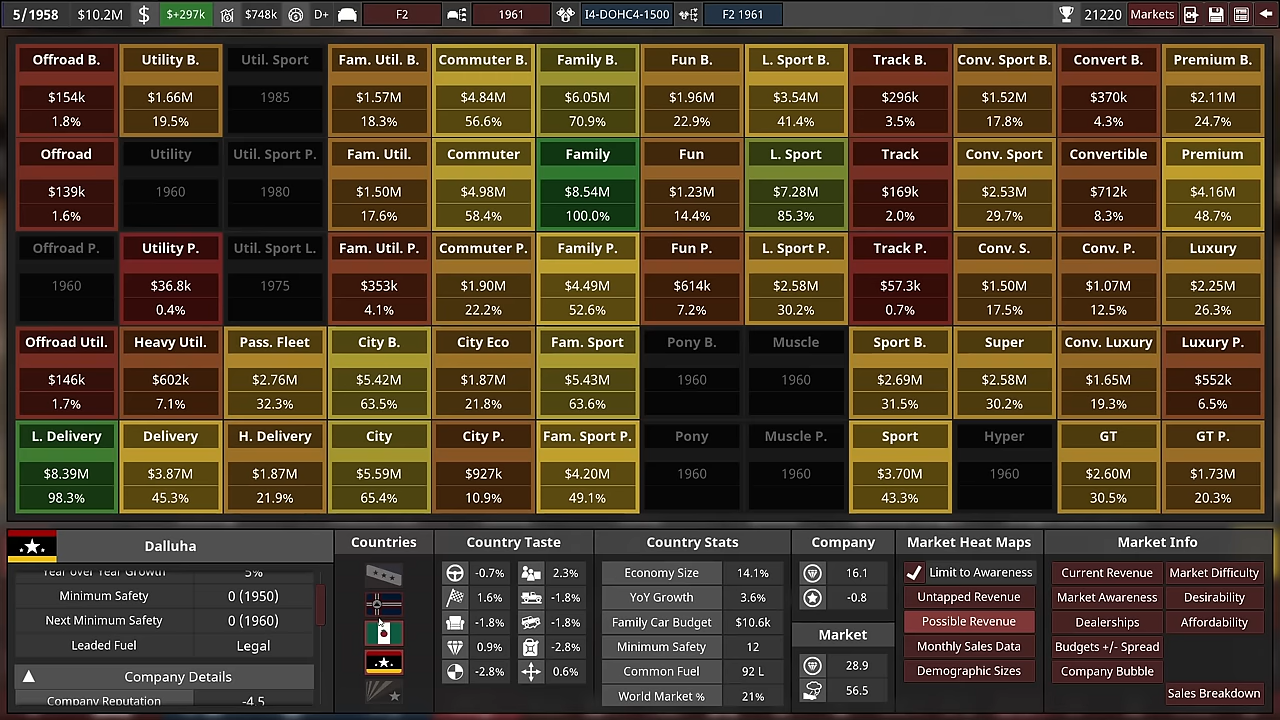 5/1958 $ $10.2M $+297k $748k D+ F2 1961 I4-DOHC4-1500 F2 1961 21220 Markets
Offroad B. Utility B. Util. Sport Fam. Util. B. Commuter B. Family B. Fun B. L. Sport B. Track B. Conv. Sport B. Convert B. Premium B.
$154k $1.66M 1985 $1.57M $4.84M $6.05M $1.96M $3.54M $296k $1.52M $370k $2.11M
1.8% 19.5% 18.3% 56.6% 70.9% 22.9% 41.4% 3.5% 17.8% 4.3% 24.7%
Offroad Utility Util. Sport P. Fam. Util. Commuter Family Fun L. Sport Track Conv. Sport Convertible Premium
$139k 1960 1980 $1.50M $4.98M $8.54M $1.23M $7.28M $169k $2.53M $712k $4.16M
1.6% 17.6% 58.4% 100.0% 14.4% 85.3% 2.0% 29.7% 8.3% 48.7%
Offroad P. Utility P. Util. Sport L. Fam. Util. P. Commuter P. Family P. Fun P. L. Sport P. Track P. Conv. S. Conv. P. Luxury
1960 $36.8k 1975 $353k $1.90M $4.49M $614k $2.58M $57.3k $1.50M $1.07M $2.25M
0.4% 4.1% 22.2% 52.6% 7.2% 30.2% 0.7% 17.5% 12.5% 26.3%
Offroad Util. Heavy Util. Pass. Fleet City B. City Eco Fam. Sport Pony B. Muscle Sport B. Super Conv. Luxury Luxury P.
$146k $602k $2.76M $5.42M $1.87M $5.43M 1960 1960 $2.69M $2.58M $1.65M $552k
1.7% 7.1% 32.3% 63.5% 21.8% 63.6% 31.5% 30.2% 19.3% 6.5%
L. Delivery Delivery H. Delivery City City P. Fam. Sport P. Pony Muscle P. Sport Hyper GT GT P.
$8.39M $3.87M $1.87M $5.59M $927k $4.20M 1960 1960 $3.70M 1960 $2.60M $1.73M
98.3% 45.3% 21.9% 65.4% 10.9% 49.1% 43.3% 30.5% 20.3%
Dalluha
Year over Year Growth 5%
Minimum Safety 0 (1950)
Next Minimum Safety 0 (1960)
Leaded Fuel Legal
Company Details
Company Reputation -4.5
Countries
Country Taste
-0.7% 2.3%
1.6% -1.8%
-1.8% -1.8%
0.9% -2.8%
-2.8% 0.6%
Country Stats
Economy Size 14.1%
YoY Growth 3.6%
Family Car Budget $10.6k
Minimum Safety 12
Common Fuel 92 L
World Market % 21%
Company
16.1
-0.8
Market
28.9
56.5
Market Heat Maps
Limit to Awareness
Untapped Revenue
Possible Revenue
Monthly Sales Data
Demographic Sizes
Market Info
Current Revenue Market Difficulty
Market Awareness Desirability
Dealerships Affordability
Budgets +/- Spread
Company Bubble
Sales Breakdown